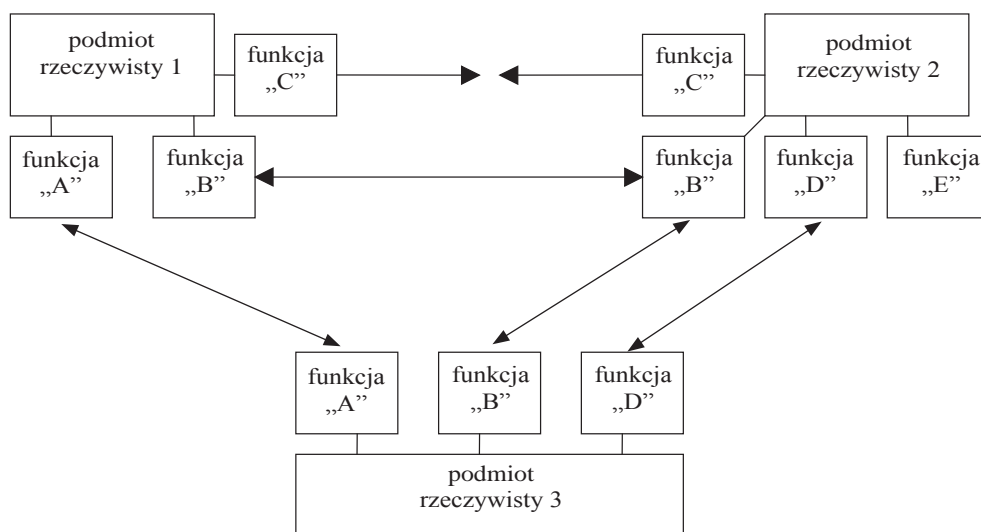 podmiot
rzeczywisty 1
funkcja
„C”
funkcja
„C”
podmiot
rzeczywisty 2
funkcja
„A”
funkcja
„B”
funkcja
„B”
funkcja
„D”
funkcja
„E”
funkcja
„A”
funkcja
„B”
funkcja
„D”
podmiot
rzeczywisty 3